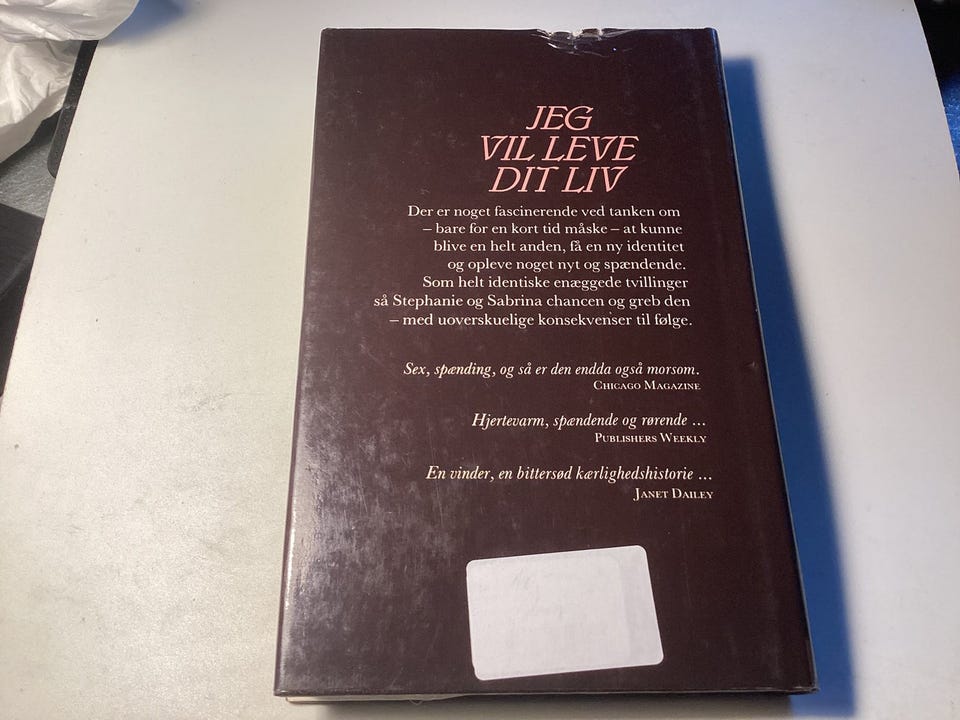 JEG
VIL LEVE
DIT LIV
Der er noget fascinerende ved tanken om
– bare for en kort tid måske – at kunne
blive en helt anden, få en ny identitet
og opleve noget nyt og spændende.
Som helt identiske enæggede tvillinger
så Stephanie og Sabrina chancen og greb den
– med uoverskuelige konsekvenser til følge.
Sex, spænding, og så er den endda også morsom.
CHICAGO MAGAZINE
Hjertevarm, spændende og rørende ...
PUBLISHERS WEEKLY
En vinder, en bittersød kærlighedshistorie ...
JANET DAILEY